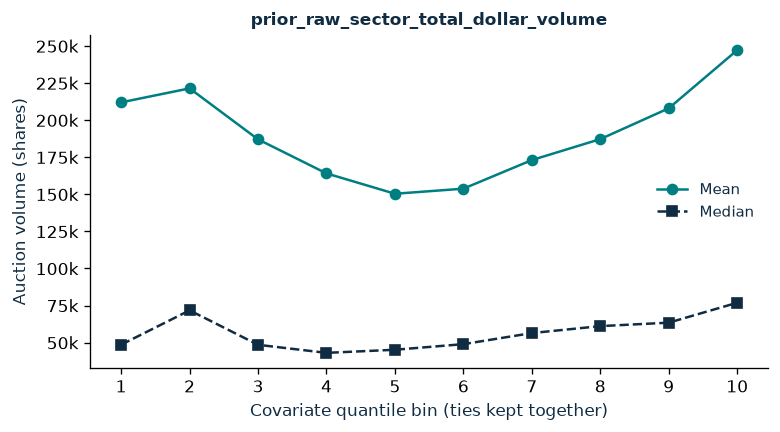 prior_raw_sector_total_dollar_volume
Auction volume (shares)
250k
225k
200k
175k
150k
125k
100k
75k
50k
Mean
Median
1 2 3 4 5 6 7 8 9 10
Covariate quantile bin (ties kept together)